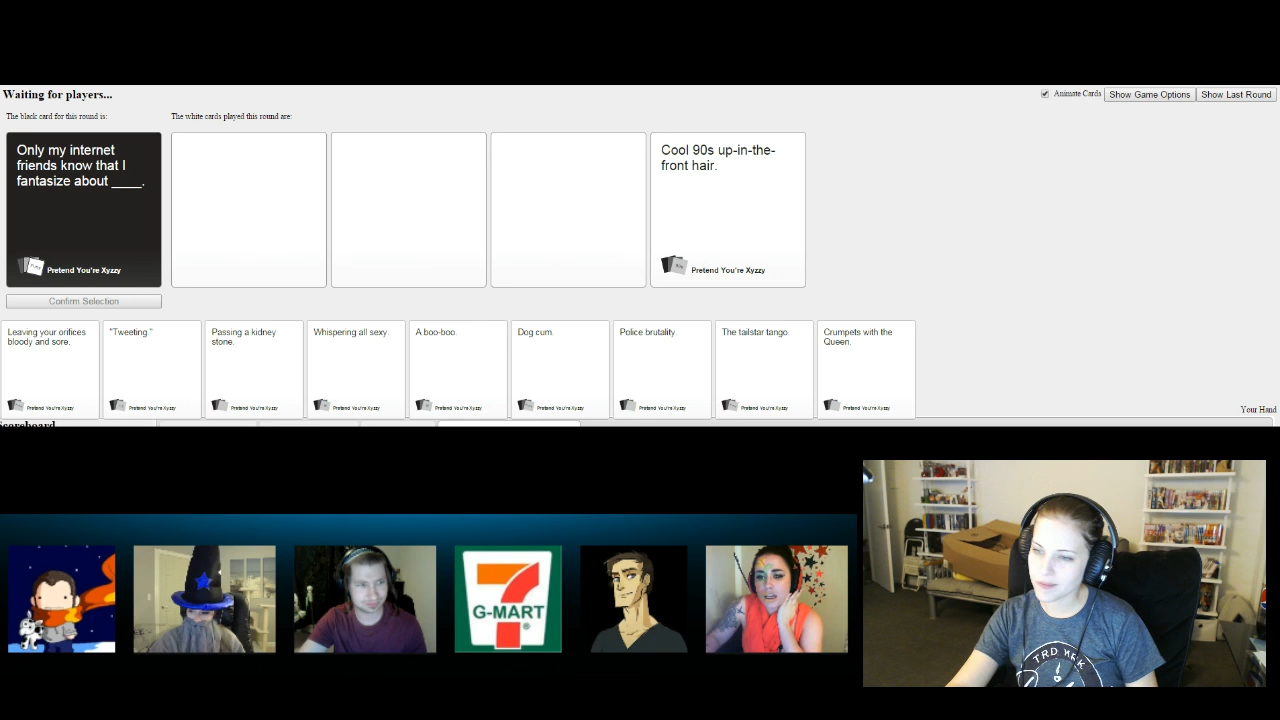 Waiting for players...
Animate Cards
Show Game Options
Show Last Round
The black card for this round is:
The white cards played this round are:
Only my internet
friends know that I
fantasize about ____.
Pretend You're Xyzzy
Cool 90s up-in-the-
front hair.
Pretend You're Xyzzy
Confirm Selection
Leaving your orifices
bloody and sore.
Pretend You're Xyzzy
"Tweeting."
Pretend You're Xyzzy
Passing a kidney
stone.
Pretend You're Xyzzy
Whispering all sexy.
Pretend You're Xyzzy
A boo-boo.
Pretend You're Xyzzy
Dog cum.
Pretend You're Xyzzy
Police brutality.
Pretend You're Xyzzy
The tailstar tango.
Pretend You're Xyzzy
Crumpets with the
Queen.
Pretend You're Xyzzy
Your Hand
Scoreboard
7
G-MART
®
TRD MRK